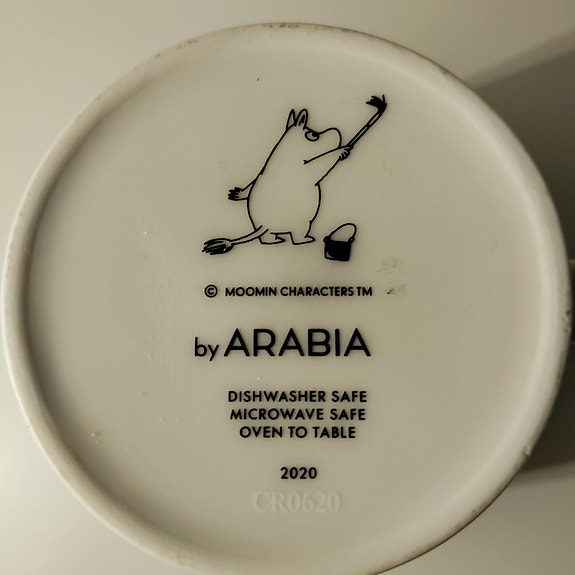 © MOOMIN CHARACTERS TM
by ARABIA
DISHWASHER SAFE
MICROWAVE SAFE
OVEN TO TABLE
2020
CR0620